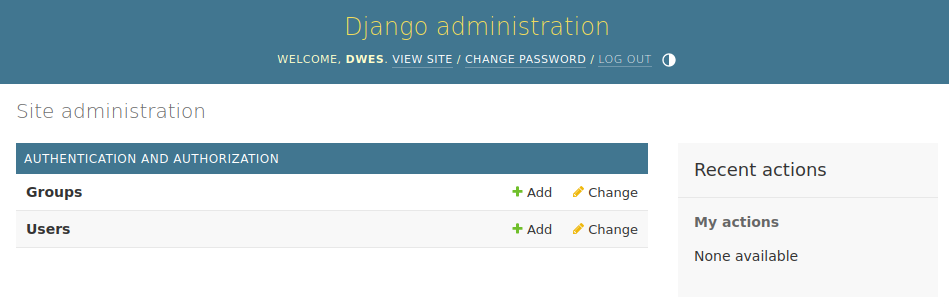 Django administration
WELCOME, DWES. VIEW SITE / CHANGE PASSWORD / LOG OUT
Site administration
AUTHENTICATION AND AUTHORIZATION
Groups Add Change
Users Add Change
Recent actions
My actions
None available